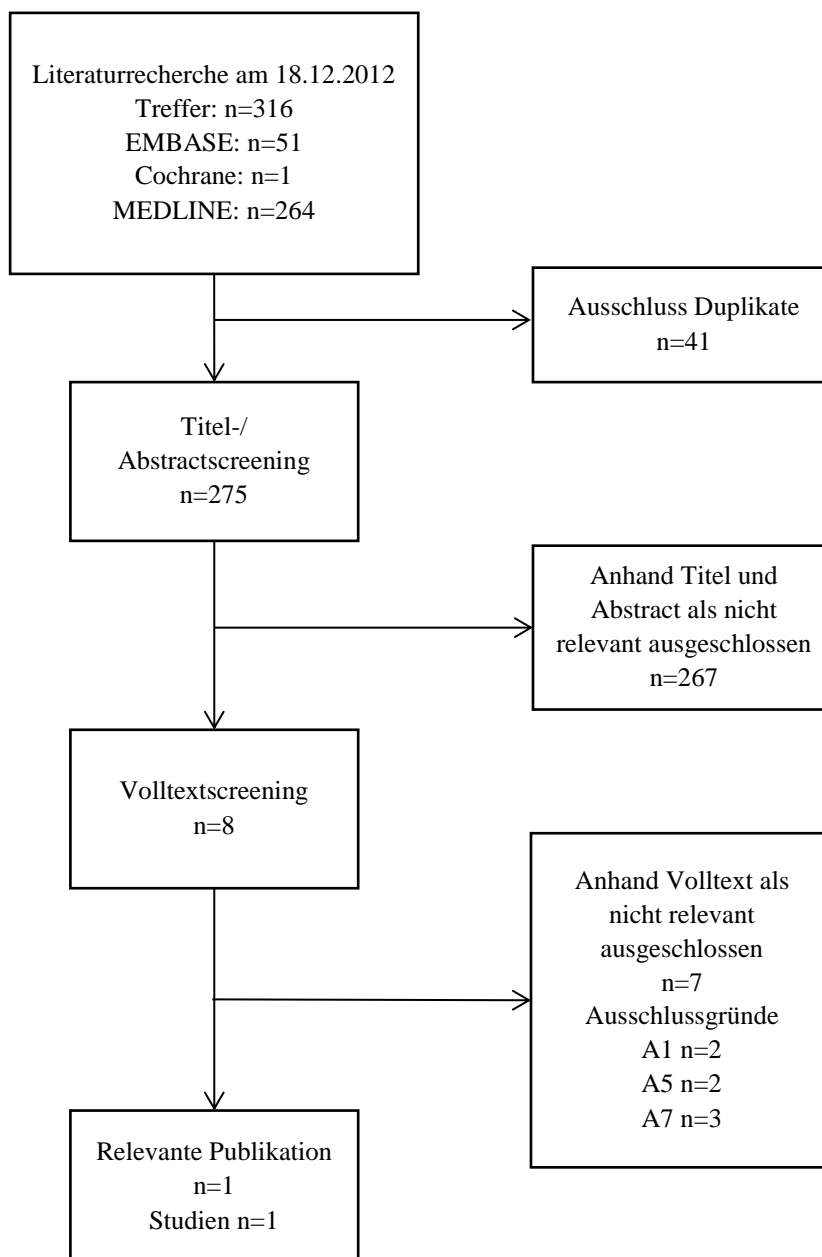 Literaturrecherche am 18.12.2012
Treffer: n=316
EMBASE: n=51
Cochrane: n=1
MEDLINE: n=264
Ausschluss Duplikate
n=41
Titel-/
Abstractscreening
n=275
Anhand Titel und
Abstract als nicht
relevant ausgeschlossen
n=267
Volltextscreening
n=8
Anhand Volltext als
nicht relevant
ausgeschlossen
n=7
Ausschlussgründe
A1 n=2
A5 n=2
A7 n=3
Relevante Publikation
n=1
Studien n=1